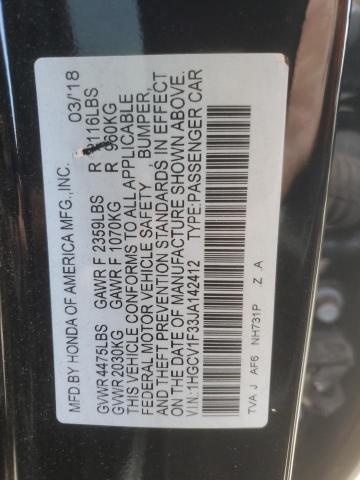 MFD.BY HONDA OF AMERICA MFG.,INC. 03/'18
GVWR 4475LBS GAWR F 2359LBS R 2116LBS
GVWR 2030KG GAWR F 1070KG R 960KG
THIS VEHICLE CONFORMS TO ALL APPLICABLE
FEDERAL MOTOR VEHICLE SAFETY BUMPER,
AND THEFT PREVENTION STANDARDS IN EFFECT
ON THE DATE OF MANUFACTURE SHOWN ABOVE.
V.I.N.:1HGCV1F33JA142412 TYPE:PASSENGER CAR
TVA J AF6 NH731P Z A